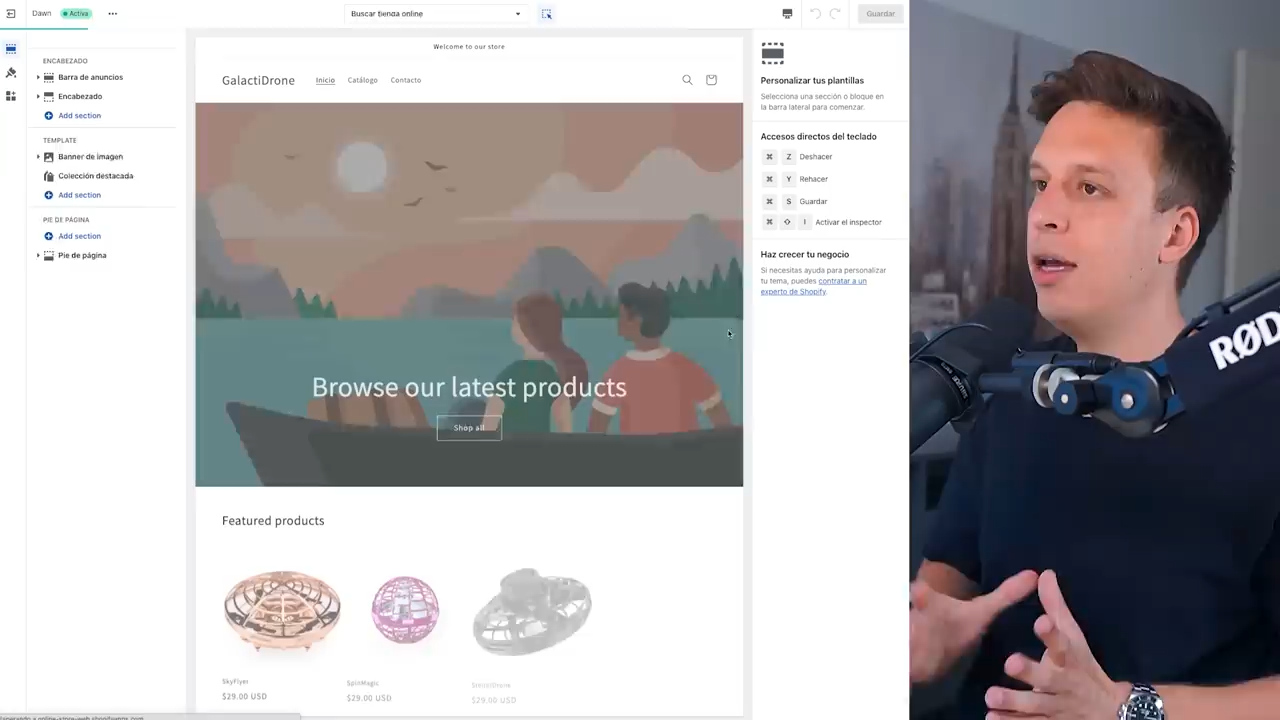 Dawn
Activa
Buscar tienda online
Guardar
ENCABEZADO
Barra de anuncios
Encabezado
Add section
TEMPLATE
Banner de imagen
Colección destacada
Add section
PIE DE PÁGINA
Add section
Pie de página
Welcome to our store
GalactiDrone
Inicio
Catálogo
Contacto
Browse our latest products
Shop all
Featured products
SkyFlyer
$29.00 USD
SpinMagic
$29.00 USD
$29.00 USD
Personalizar tus plantillas
Selecciona una sección o bloque en
la barra lateral para comenzar.
Accesos directos del teclado
⌘ Z Deshacer
⌘ Y Rehacer
⌘ S Guardar
⌘ ⇧ I Activar el inspector
Haz crecer tu negocio
Si necesitas ayuda para personalizar
tu tema, puedes contratar a un
experto de Shopify.
RØD